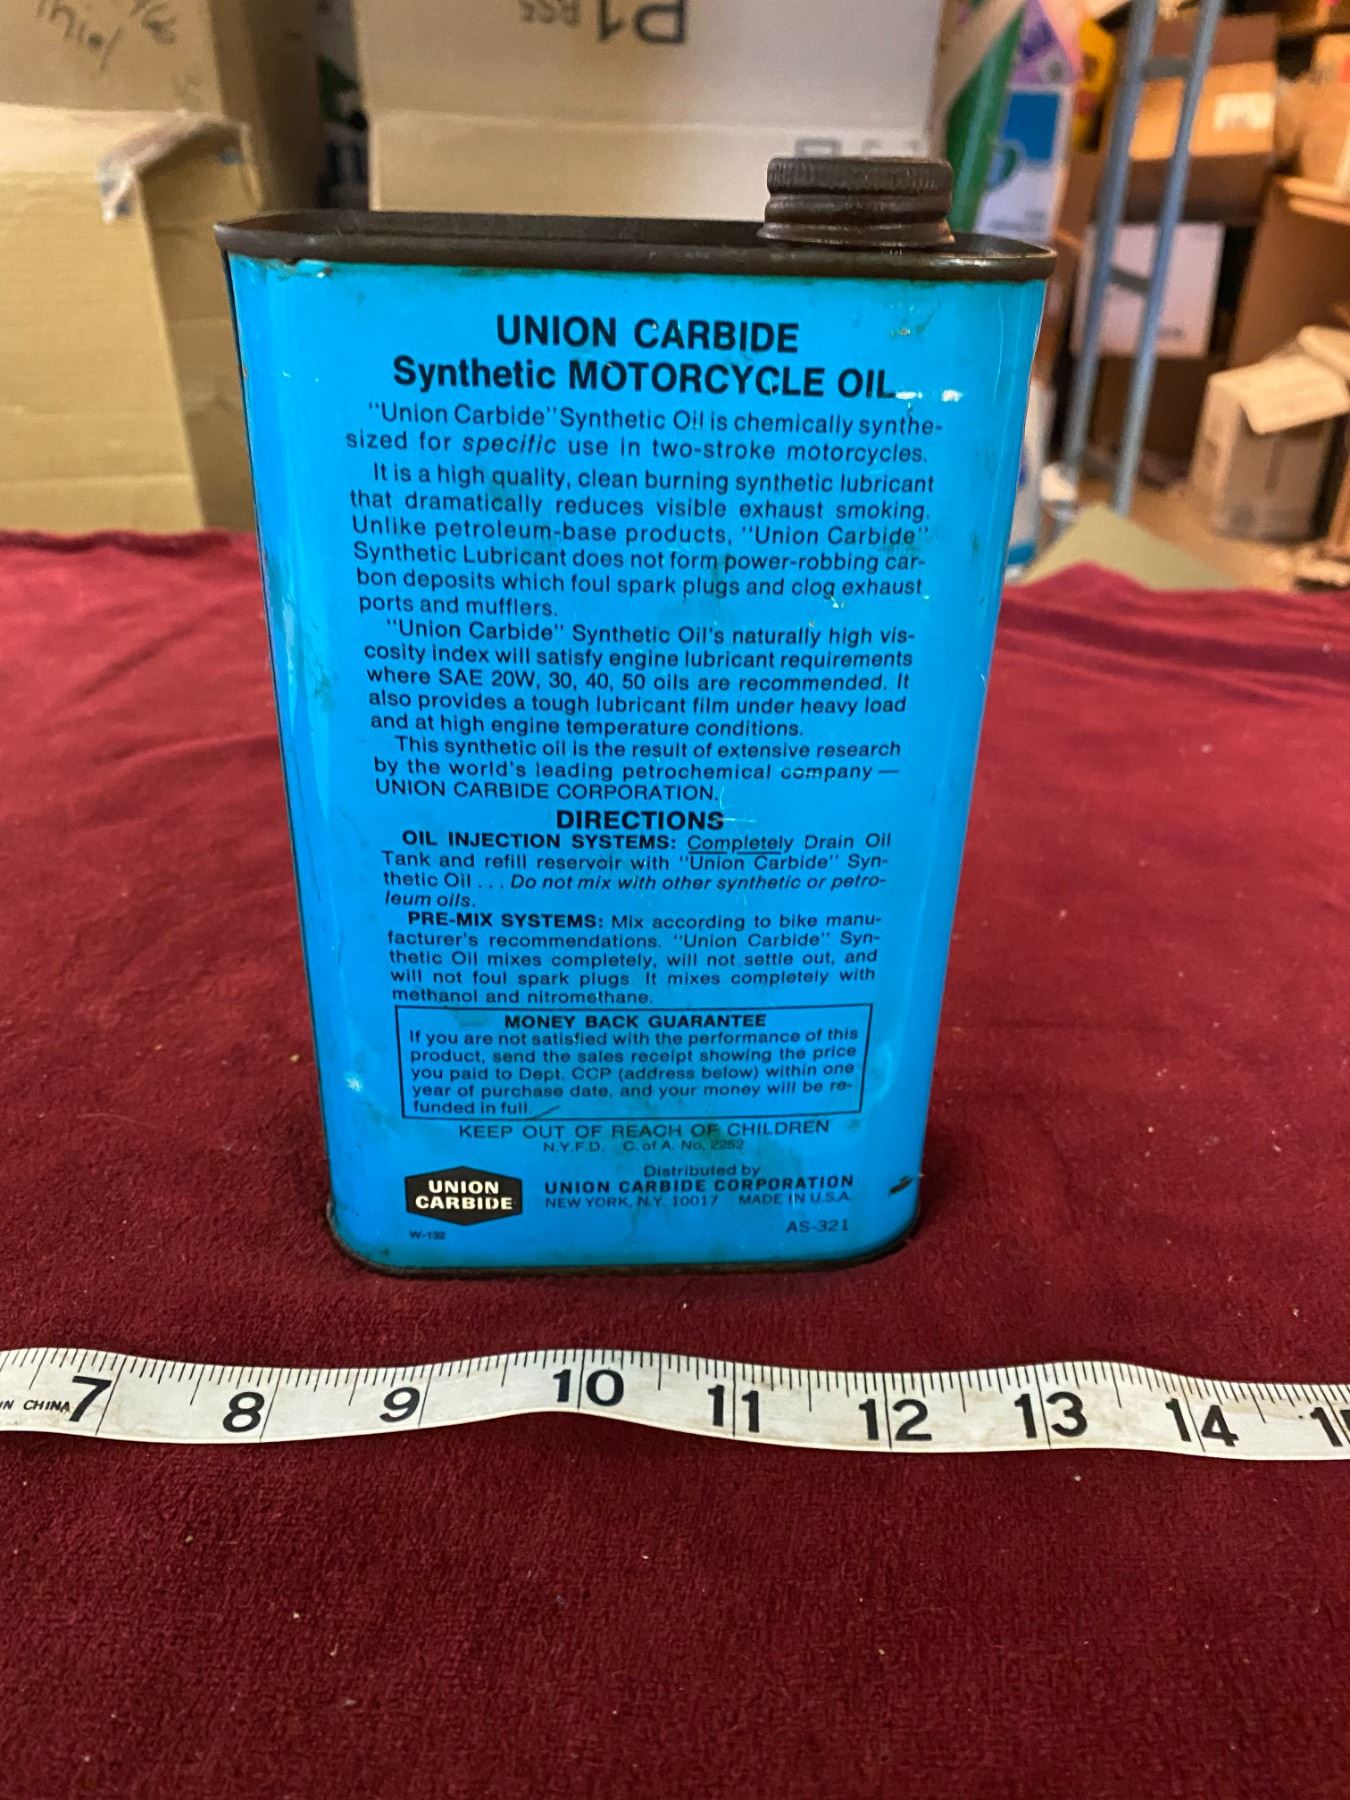 P1 RS5
UNION CARBIDE
Synthetic MOTORCYCLE OIL
"Union Carbide" Synthetic Oil is chemically synthe-
sized for specific use in two-stroke motorcycles.
It is a high quality, clean burning synthetic lubricant
that dramatically reduces visible exhaust smoking.
Unlike petroleum-base products, "Union Carbide"
Synthetic Lubricant does not form power-robbing car-
bon deposits which foul spark plugs and clog exhaust
ports and mufflers.
"Union Carbide" Synthetic Oil's naturally high vis-
cosity index will satisfy engine lubricant requirements
where SAE 20W, 30, 40, 50 oils are recommended. It
also provides a tough lubricant film under heavy load
and at high engine temperature conditions.
This synthetic oil is the result of extensive research
by the world's leading petrochemical company —
UNION CARBIDE CORPORATION.
DIRECTIONS
OIL INJECTION SYSTEMS: Completely Drain Oil
Tank and refill reservoir with "Union Carbide" Syn-
thetic Oil . . . Do not mix with other synthetic or petro-
leum oils.
PRE-MIX SYSTEMS: Mix according to bike manu-
facturer's recommendations. "Union Carbide" Syn-
thetic Oil mixes completely, will not settle out, and
will not foul spark plugs. It mixes completely with
methanol and nitromethane.
MONEY BACK GUARANTEE
If you are not satisfied with the performance of this
product, send the sales receipt showing the price
you paid to Dept. CCP (address below) within one
year of purchase date, and your money will be re-
funded in full.
KEEP OUT OF REACH OF CHILDREN
N.Y.F.D. C. of A. No. 2252
Distributed by
UNION CARBIDE CORPORATION
NEW YORK, N.Y. 10017 MADE IN U.S.A.
UNION
CARBIDE
W-132
AS-321
IN CHINA 7 8 9 10 11 12 13 14